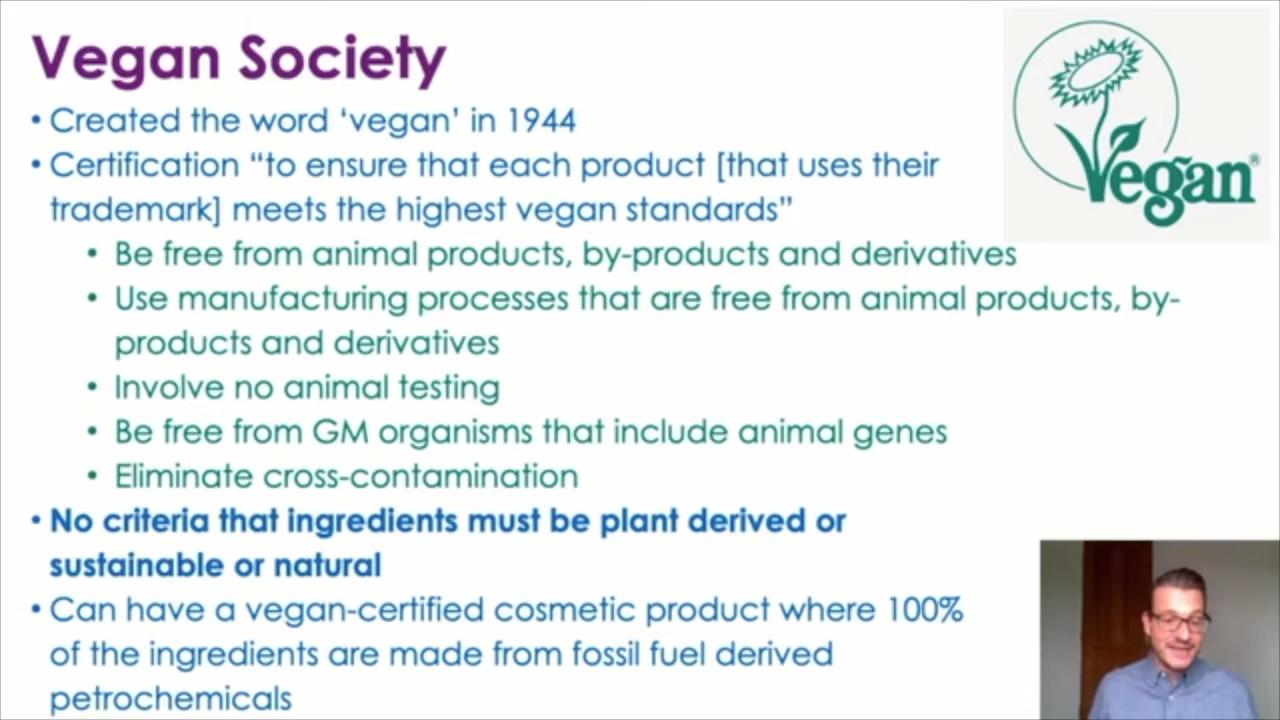 Vegan Society
• Created the word ‘vegan’ in 1944
• Certification “to ensure that each product [that uses their
trademark] meets the highest vegan standards”
• Be free from animal products, by-products and derivatives
• Use manufacturing processes that are free from animal products, by-
products and derivatives
• Involve no animal testing
• Be free from GM organisms that include animal genes
• Eliminate cross-contamination
• No criteria that ingredients must be plant derived or
sustainable or natural
• Can have a vegan-certified cosmetic product where 100%
of the ingredients are made from fossil fuel derived
petrochemicals
Vegan®